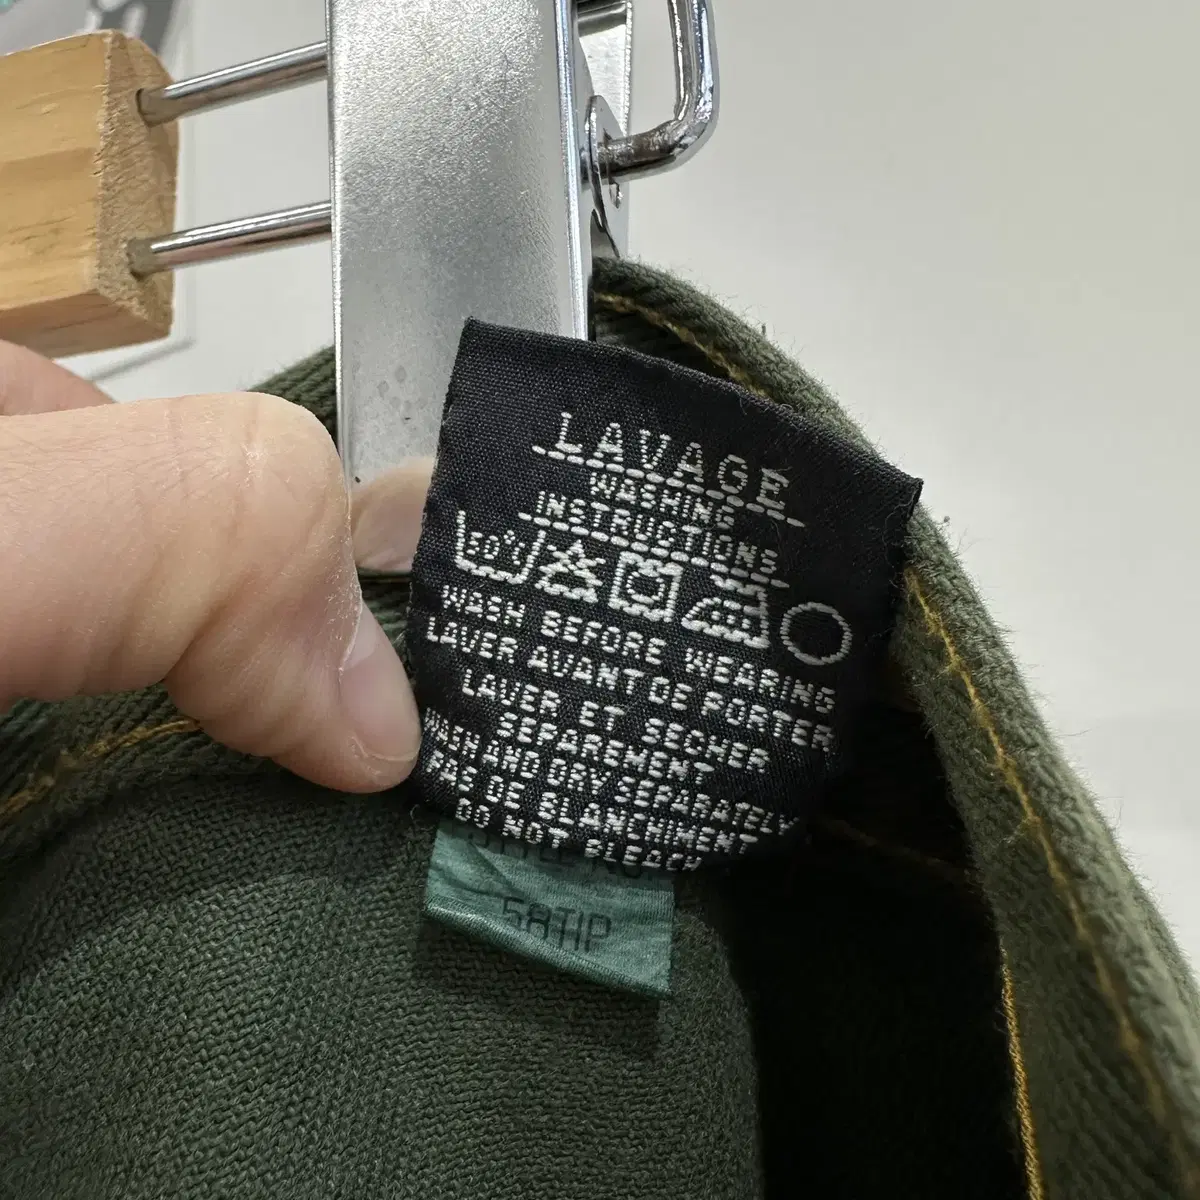 LAVAGE
WASHING
INSTRUCTIONS
WASH BEFORE WEARING
LAVER AVANT DE PORTER
LAVER ET SECHER
SEPAREMENT
WASH AND DRY SEPARATELY
PAS DE BLANCHIMENT
DO NOT BLEACH